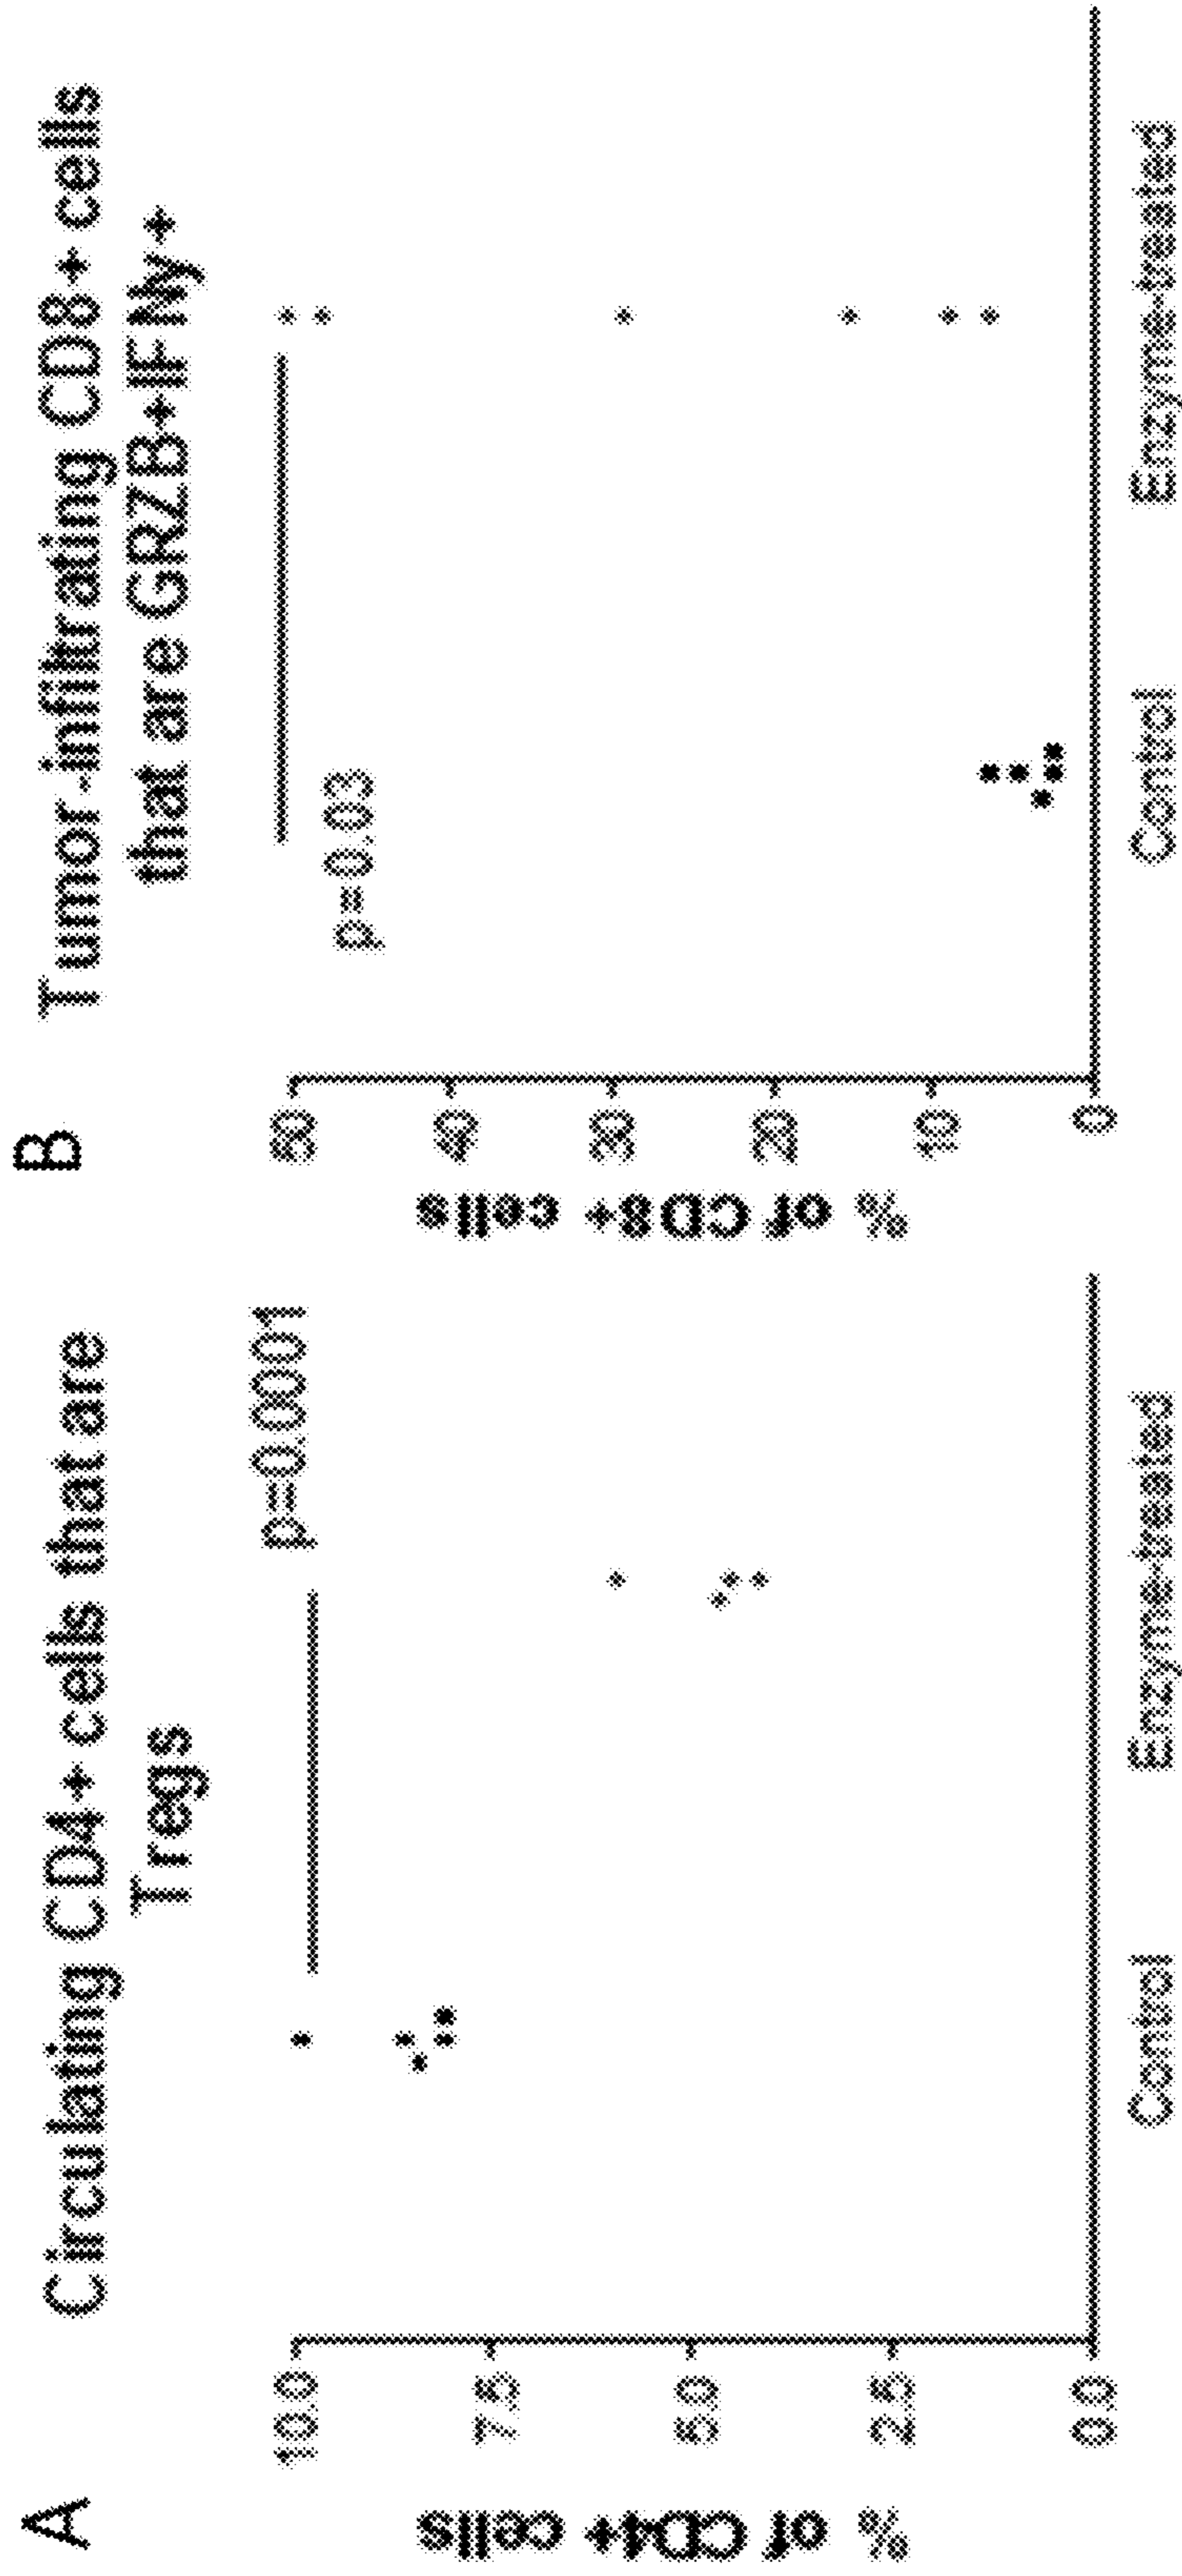 A
Circulating CD4+ cells that are
Tregs
p=0.0001
% of CD4+ cells
10.0
7.5
5.0
2.5
0.0
Control
Enzyme-treated
B
Tumor-infiltrating CD8+ cells
that are GRZB+IFNγ+
p=0.03
% of CD8+ cells
50
40
30
20
10
0
Control
Enzyme-treated